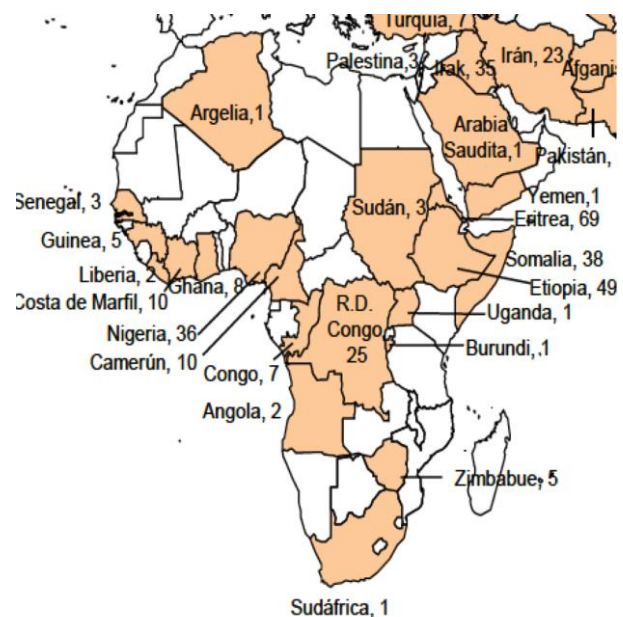 Turquía, 7
Palestina, 3
Irak, 35
Irán, 23
Afganis
Argelia, 1
Arabia
Saudita, 1
Pakistán,
Senegal, 3
Sudán, 3
Yemen, 1
Eritrea, 69
Guinea, 5
Somalia, 38
Liberia, 2
Ghana, 8
Etiopia, 49
Costa de Marfil, 10
R.D.
Congo
25
Uganda, 1
Nigeria, 36
Burundi, 1
Camerún, 10
Congo, 7
Angola, 2
Zimbabue, 5
Sudáfrica, 1